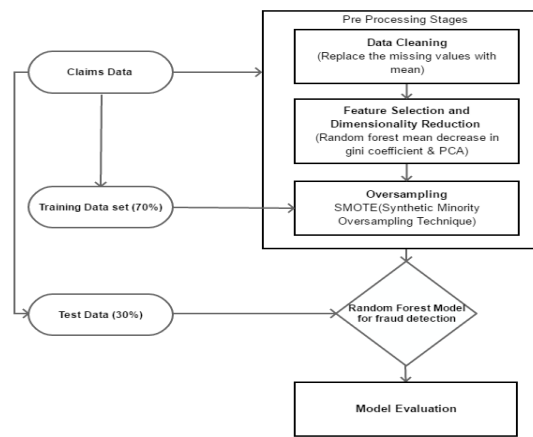 Pre Processing Stages
Data Cleaning
(Replace the missing values with
mean)
Claims Data
Feature Selection and
Dimensionality Reduction
(Random forest mean decrease in
gini coefficient & PCA)
Training Data set (70%)
Oversampling
SMOTE(Synthetic Minority
Oversampling Technique)
Test Data (30%)
Random Forest Model
for fraud detection
Model Evaluation